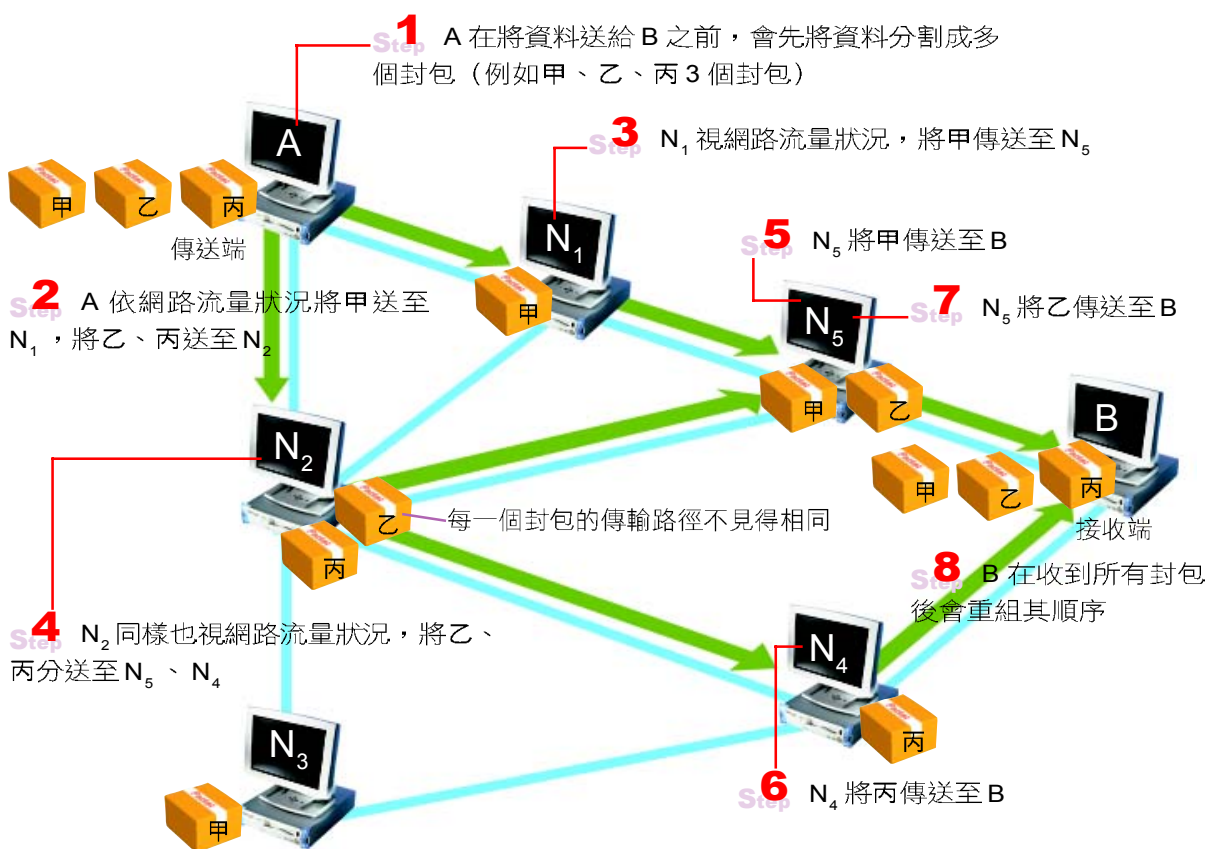 Step 1 A 在將資料送給 B 之前，會先將資料分割成多
個封包（例如甲、乙、丙 3 個封包）
A
Step 3 N₁ 視網路流量狀況，將甲傳送至 N₅
甲
乙
丙
傳送端
N₁
甲
Step 5 N₅ 將甲傳送至 B
Step 2 A 依網路流量狀況將甲送至
N₁，將乙、丙送至 N₂
N₅
Step 7 N₅ 將乙傳送至 B
甲
乙
B
N₂
甲
乙
丙
乙
每一個封包的傳輸路徑不見得相同
接收端
丙
Step 8 B 在收到所有封包
後會重組其順序
Step 4 N₂ 同樣也視網路流量狀況，將乙、
丙分送至 N₅、N₄
N₄
丙
N₃
Step 6 N₄ 將丙傳送至 B
甲